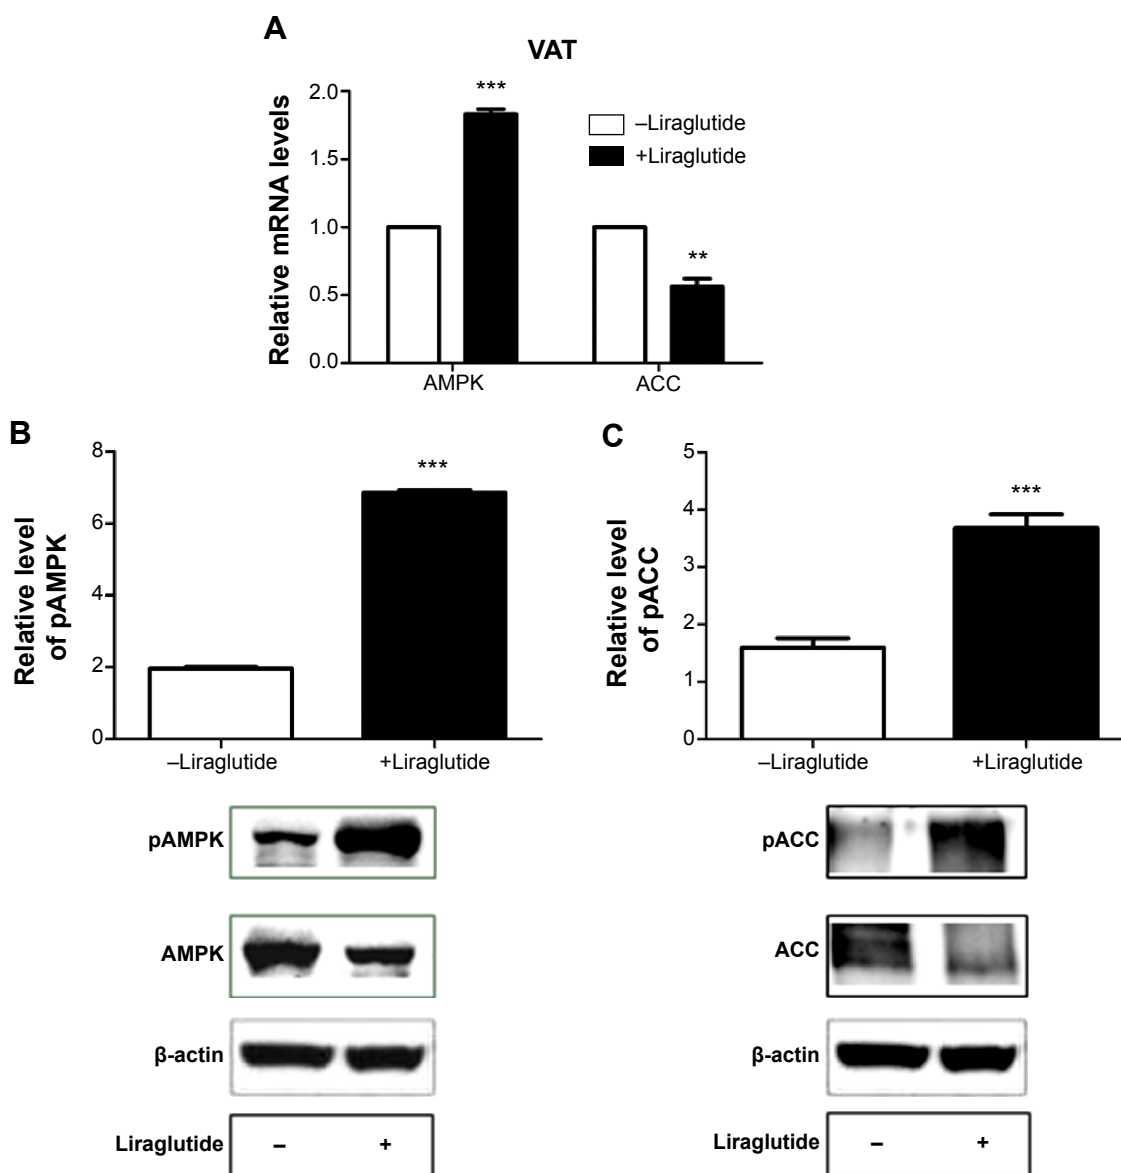 A
VAT
Relative mRNA levels
2.0
1.5
1.0
0.5
0.0
***
**
–Liraglutide
+Liraglutide
AMPK
ACC
B
Relative level
of pAMPK
8
6
4
2
0
***
–Liraglutide
+Liraglutide
pAMPK
AMPK
β-actin
Liraglutide – +
C
Relative level
of pACC
5
4
3
2
1
0
***
–Liraglutide
+Liraglutide
pACC
ACC
β-actin
Liraglutide – +